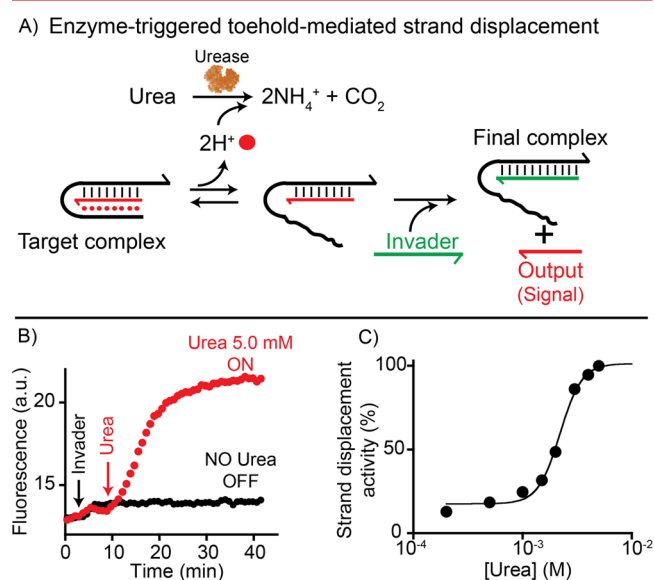 A) Enzyme-triggered toehold-mediated strand displacement
Urease
Urea
2NH₄⁺ + CO₂
2H⁺
Final complex
Target complex
Invader
+
Output
(Signal)
B)
Urea 5.0 mM
ON
Invader
Urea
NO Urea
OFF
Fluorescence (a.u.)
20
15
13
0 10 20 30 40
Time (min)
C)
Strand displacement
activity (%)
100
50
0
10⁻⁴ 10⁻³ 10⁻²
[Urea] (M)